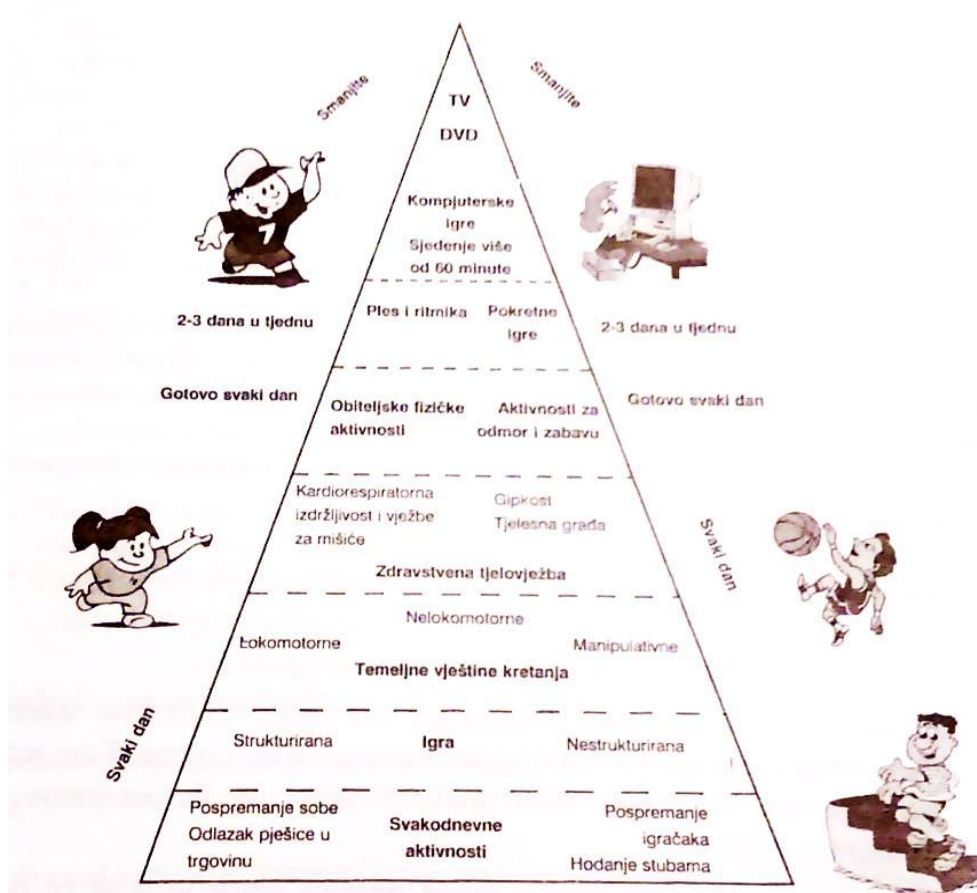 Smanjite
Smanjite
TV
DVD
Kompjuterske
igre
Sjedenje više
od 60 minute
2-3 dana u tjednu
Ples i ritmika
Pokretne
igre
2-3 dana u tjednu
Gotovo svaki dan
Obiteljske fizičke
aktivnosti
Aktivnosti za
odmor i zabavu
Gotovo svaki dan
Kardiorespiratorna
izdržljivost i vježbe
za mišiće
Gipkost
Tjelesna građa
Zdravstvena tjelovježba
Svaki dan
Nelokomotorne
Lokomotorne
Manipulativne
Temeljne vještine kretanja
Svaki dan
Strukturirana
Igra
Nestrukturirana
Pospremanje sobe
Odlazak pješice u
trgovinu
Svakodnevne
aktivnosti
Pospremanje
igračaka
Hodanje stubama
7